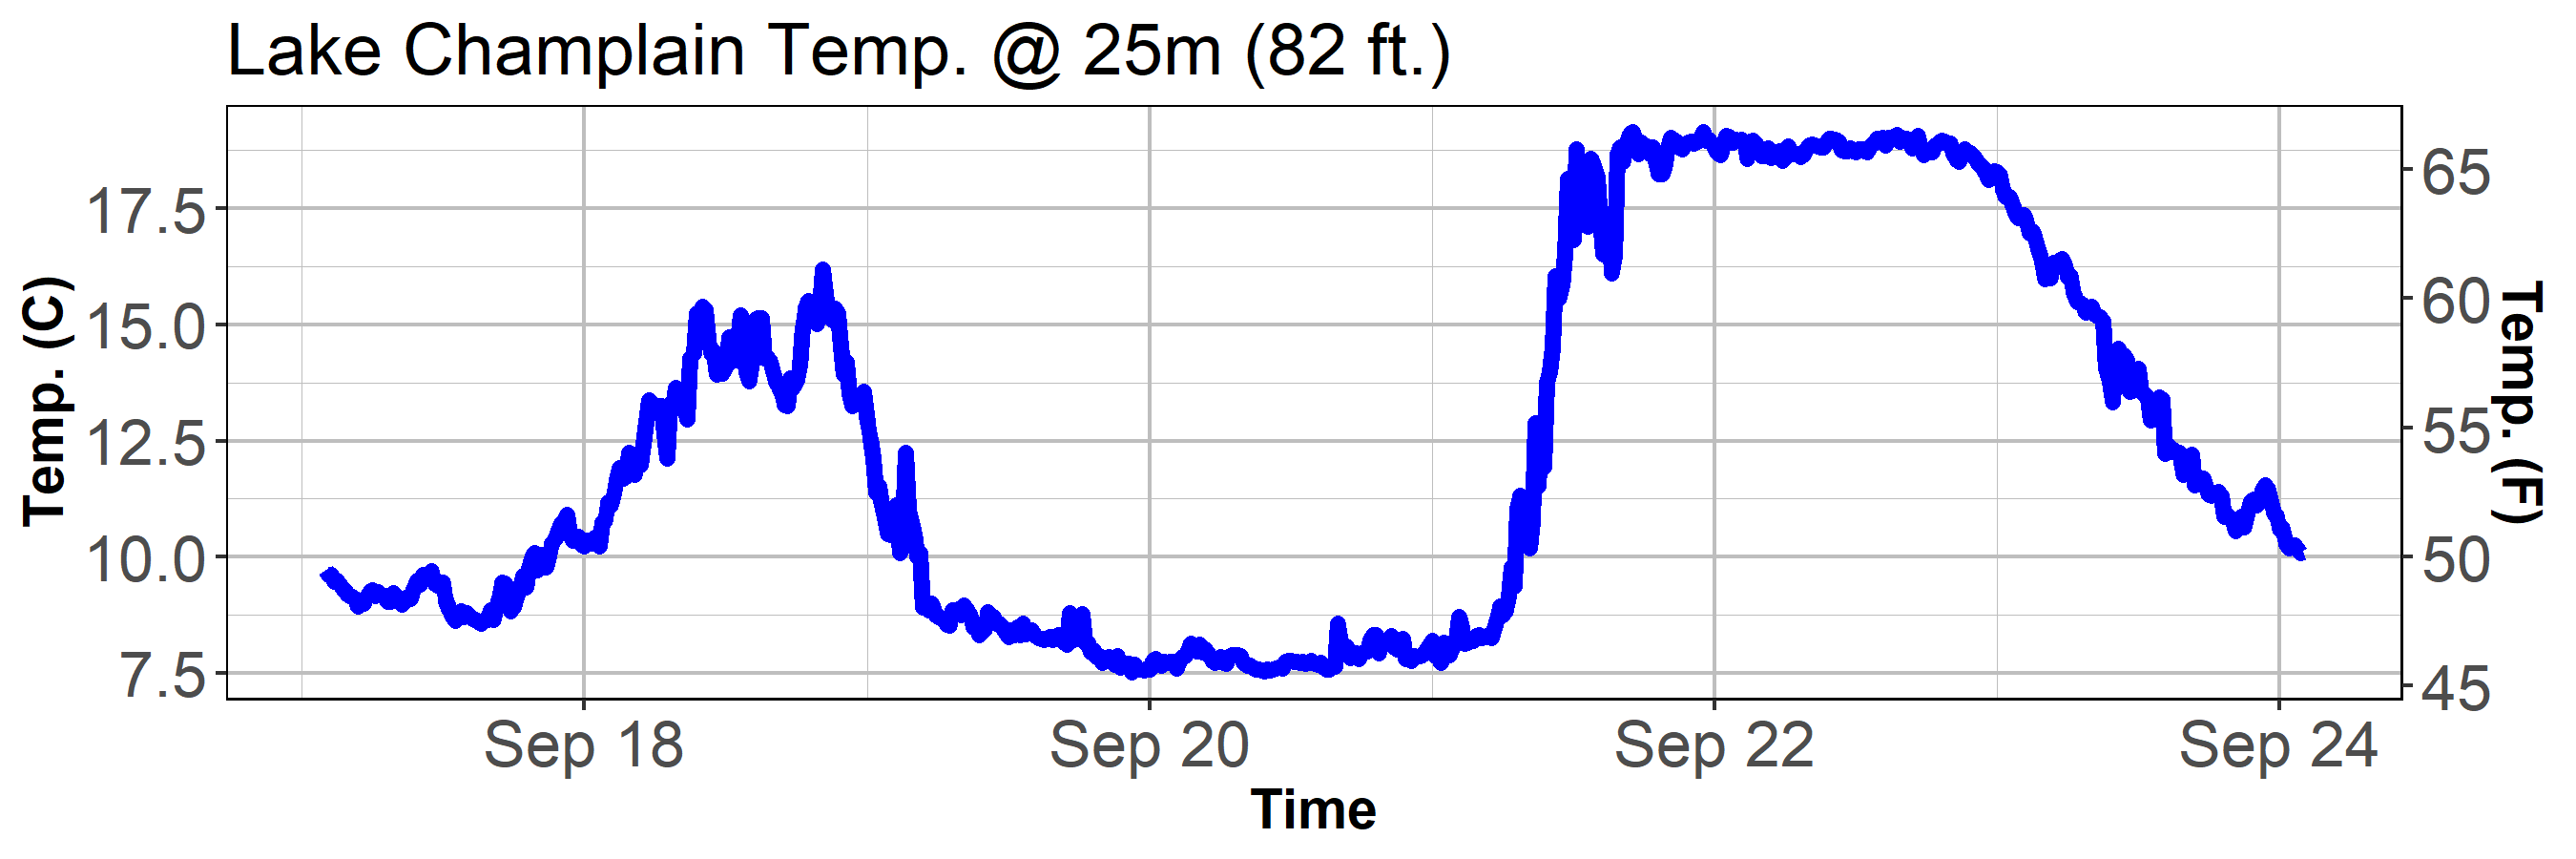 Lake Champlain Temp. @ 25m (82 ft.)
Temp. (C)
17.5
15.0
12.5
10.0
7.5
65
60
55
50
45
Temp. (F)
Sep 18
Sep 20
Sep 22
Sep 24
Time